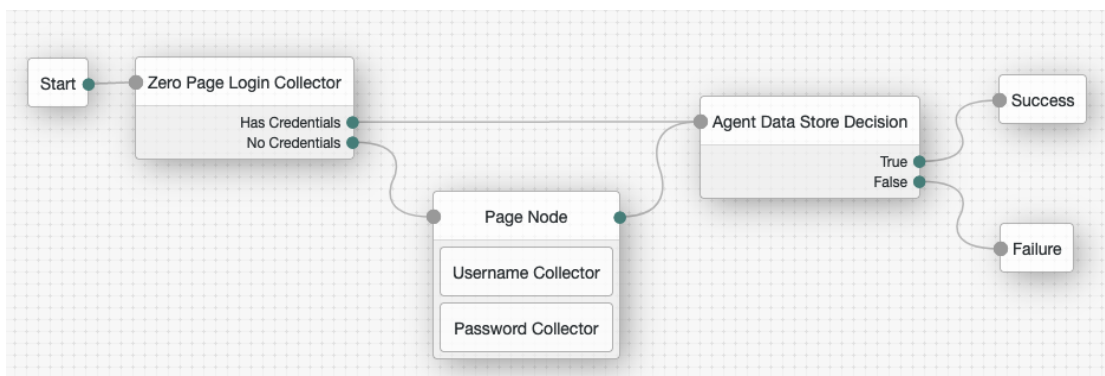 Start
Zero Page Login Collector
Has Credentials
No Credentials
Page Node
Username Collector
Password Collector
Agent Data Store Decision
True
False
Success
Failure